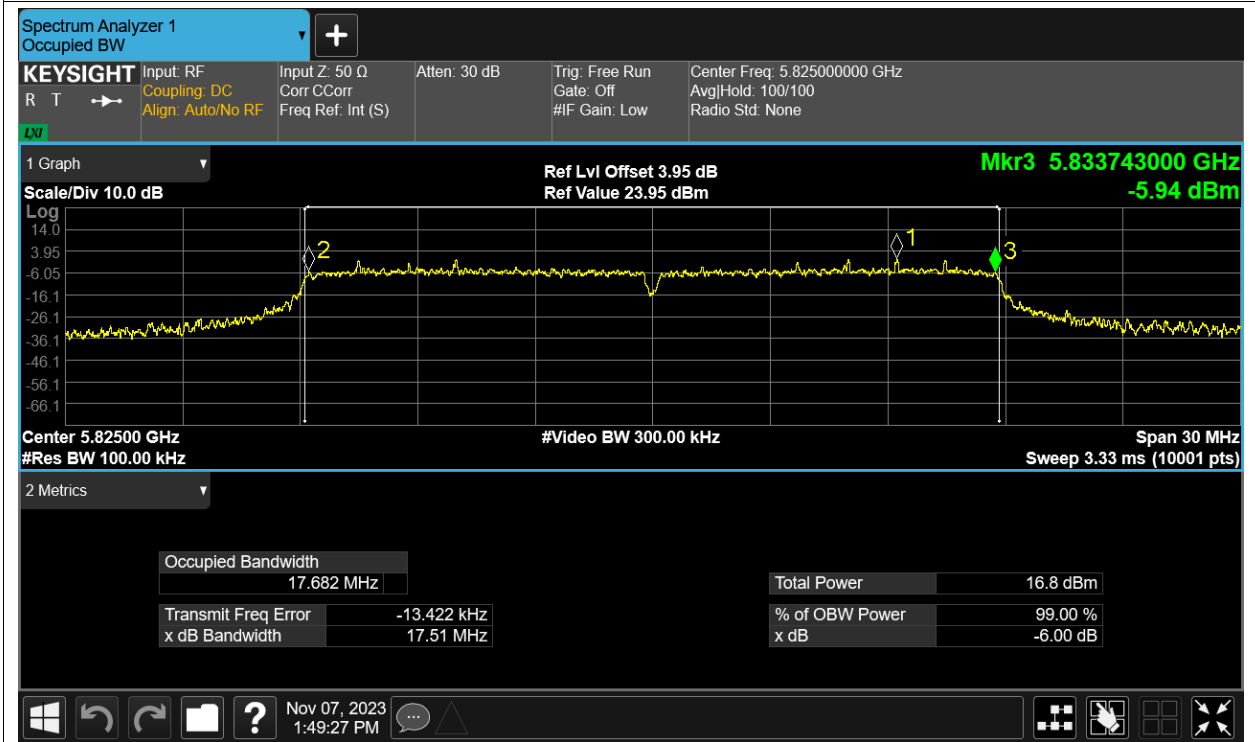 Spectrum Analyzer 1
Occupied BW
KEYSIGHT
R T
LXI
Input: RF
Coupling: DC
Align: Auto/No RF
Input Z: 50 Ω
Corr CCorr
Freq Ref: Int (S)
Atten: 30 dB
Trig: Free Run
Gate: Off
#IF Gain: Low
Center Freq: 5.825000000 GHz
Avg|Hold: 100/100
Radio Std: None
1 Graph
Scale/Div 10.0 dB
Ref Lvl Offset 3.95 dB
Ref Value 23.95 dBm
Mkr3 5.833743000 GHz
-5.94 dBm
Log
14.0
3.95
-6.05
-16.1
-26.1
-36.1
-46.1
-56.1
-66.1
2
1
3
Center 5.82500 GHz
#Res BW 100.00 kHz
#Video BW 300.00 kHz
Span 30 MHz
Sweep 3.33 ms (10001 pts)
2 Metrics
Occupied Bandwidth
17.682 MHz
Transmit Freq Error -13.422 kHz
x dB Bandwidth 17.51 MHz
Total Power 16.8 dBm
% of OBW Power 99.00 %
x dB -6.00 dB
?
Nov 07, 2023
1:49:27 PM